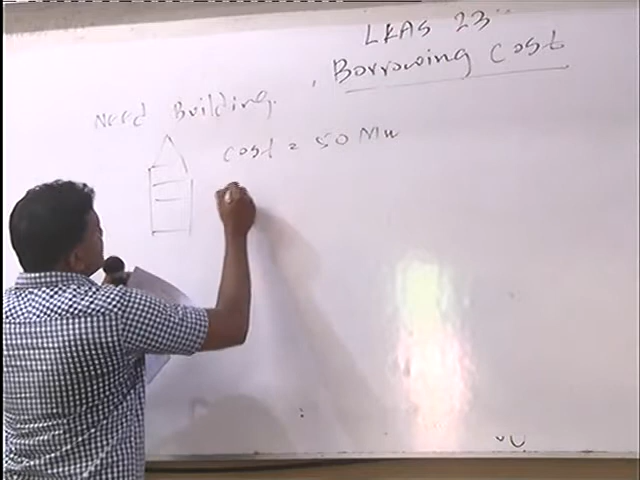 LKAS 23
Borrowing Cost
Need Building
Cost = 50 Mn